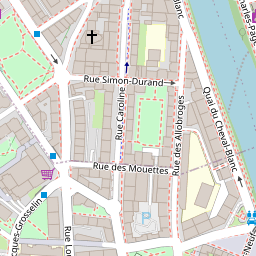 Rue Simon-Durand
Rue Caroline
Rue des Allobroges
Quai du Cheval-Blanc
Rue des Mouettes
P